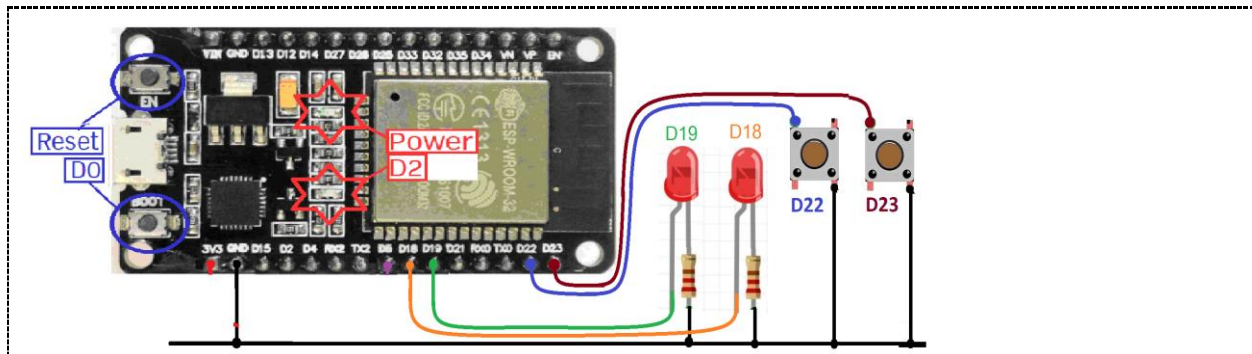 VIN GND D13 D12 D14 D27 D26 D25 D33 D32 D35 D34 VN VP EN
EN
Reset
D0
Power
D2
ESP-WROOM-32
CE1313
BOOT
3V3 GND D15 D2 D4 RX2 TX2 D5 D18 D19 D21 RX0 TX0 D22 D23
D19 D18
D22 D23